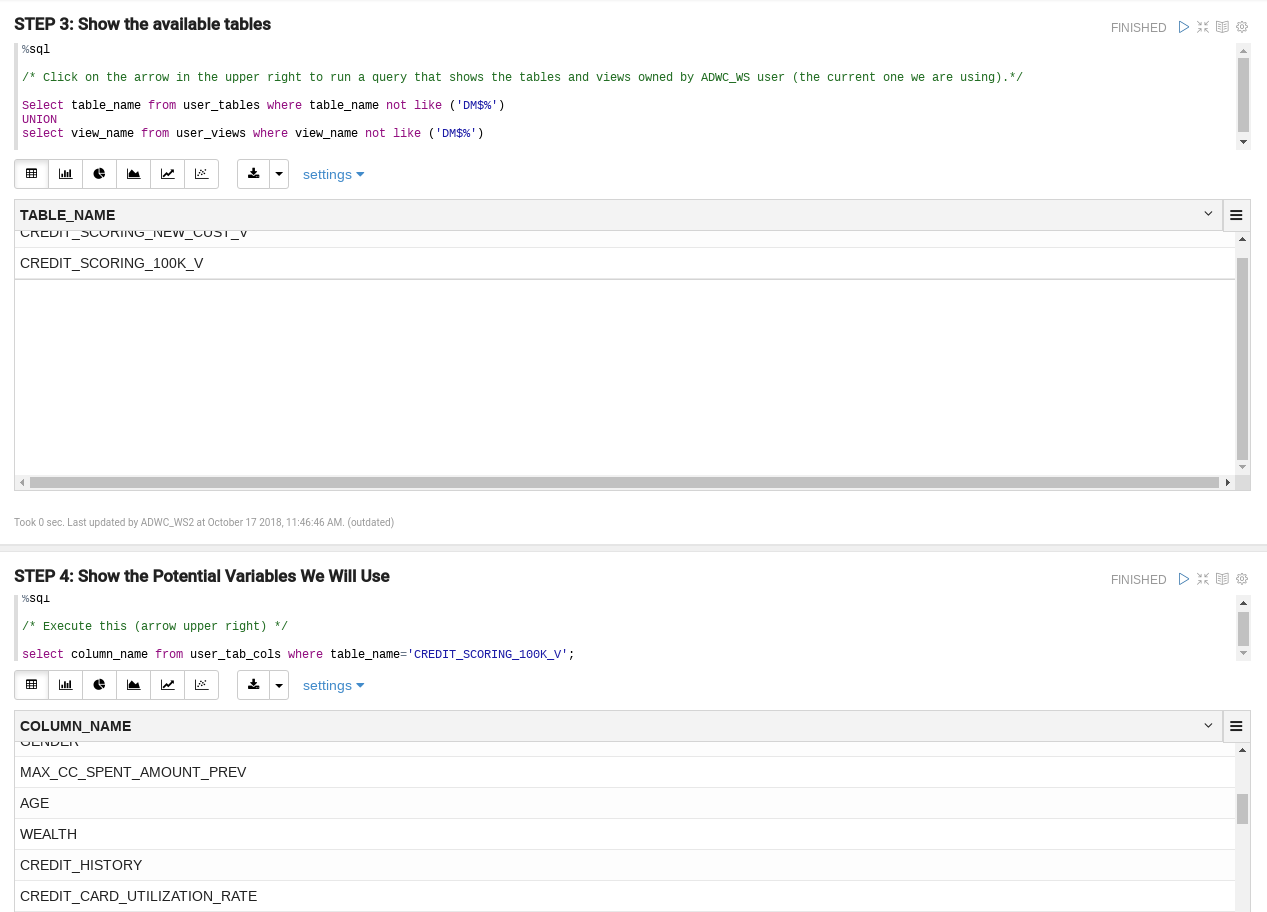 STEP 3: Show the available tables
FINISHED
%sql
/* Click on the arrow in the upper right to run a query that shows the tables and views owned by ADWC_WS user (the current one we are using).*/
Select table_name from user_tables where table_name not like ('DM$%')
UNION
select view_name from user_views where view_name not like ('DM$%')
settings
TABLE_NAME
CREDIT_SCORING_NEW_CUST_V
CREDIT_SCORING_100K_V
Took 0 sec. Last updated by ADWC_WS2 at October 17 2018, 11:46:46 AM. (outdated)
STEP 4: Show the Potential Variables We Will Use
FINISHED
%sql
/* Execute this (arrow upper right) */
select column_name from user_tab_cols where table_name='CREDIT_SCORING_100K_V';
settings
COLUMN_NAME
GENDER
MAX_CC_SPENT_AMOUNT_PREV
AGE
WEALTH
CREDIT_HISTORY
CREDIT_CARD_UTILIZATION_RATE